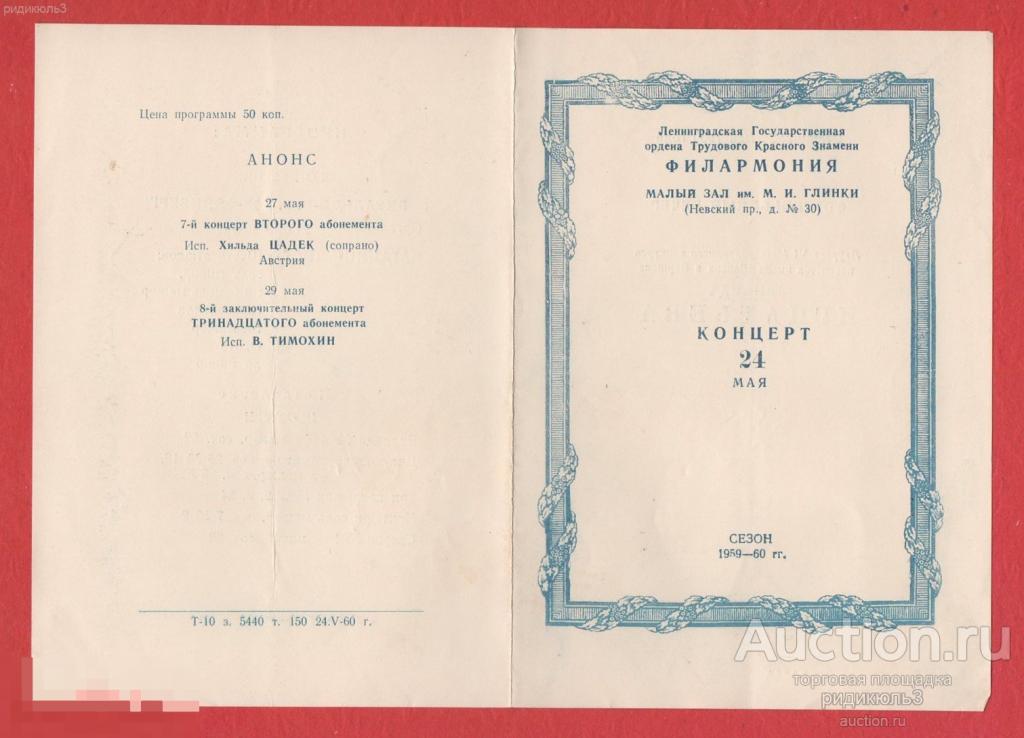 ридикюль3
Цена программы 50 коп.
АНОНС
27 мая
7-й концерт ВТОРОГО абонемента
Исп. Хильда ЦАДЕК (сопрано)
Австрия
29 мая
8-й заключительный концерт
ТРИНАДЦАТОГО абонемента
Исп. В. ТИМОХИН
Т-10 з. 5440 т. 150 24.V-60 г.
Ленинградская Государственная
ордена Трудового Красного Знамени
ФИЛАРМОНИЯ
МАЛЫЙ ЗАЛ им. М. И. ГЛИНКИ
(Невский пр., д. № 30)
КОНЦЕРТ
24
МАЯ
СЕЗОН
1959—60 гг.
Auction.ru
торговая площадка
ридикюль3
auction.ru